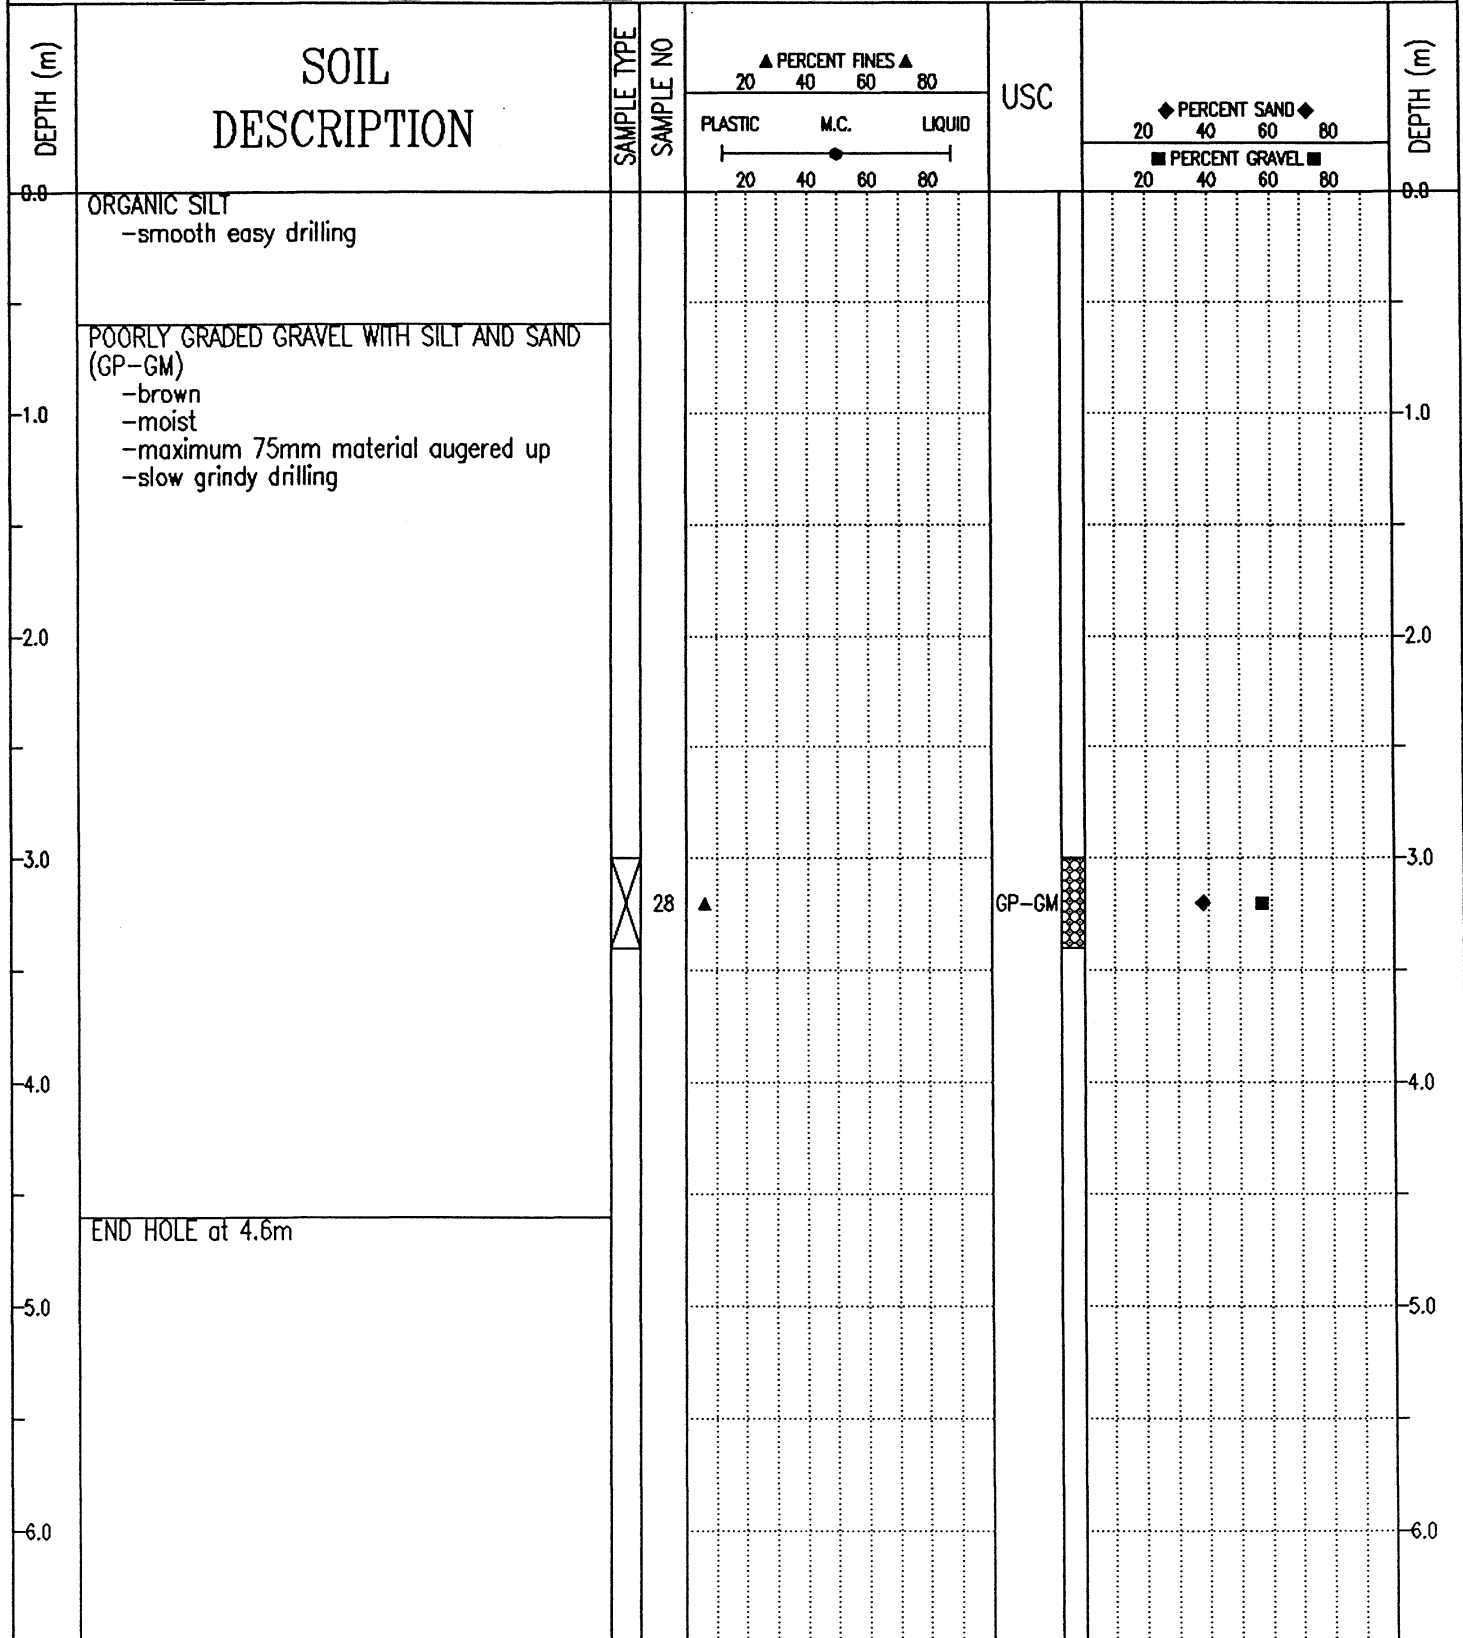 DEPTH (m)
SOIL
DESCRIPTION
SAMPLE TYPE
SAMPLE NO
▲ PERCENT FINES ▲
20 40 60 80
PLASTIC M.C. LIQUID
20 40 60 80
USC
◆ PERCENT SAND ◆
20 40 60 80
■ PERCENT GRAVEL ■
20 40 60 80
DEPTH (m)
0.0 0.0
ORGANIC SILT
-smooth easy drilling
POORLY GRADED GRAVEL WITH SILT AND SAND
(GP-GM)
-brown
1.0 -moist 1.0
-maximum 75mm material augered up
-slow grindy drilling
2.0 2.0
3.0 3.0
28 GP-GM
4.0 4.0
END HOLE at 4.6m
5.0 5.0
6.0 6.0